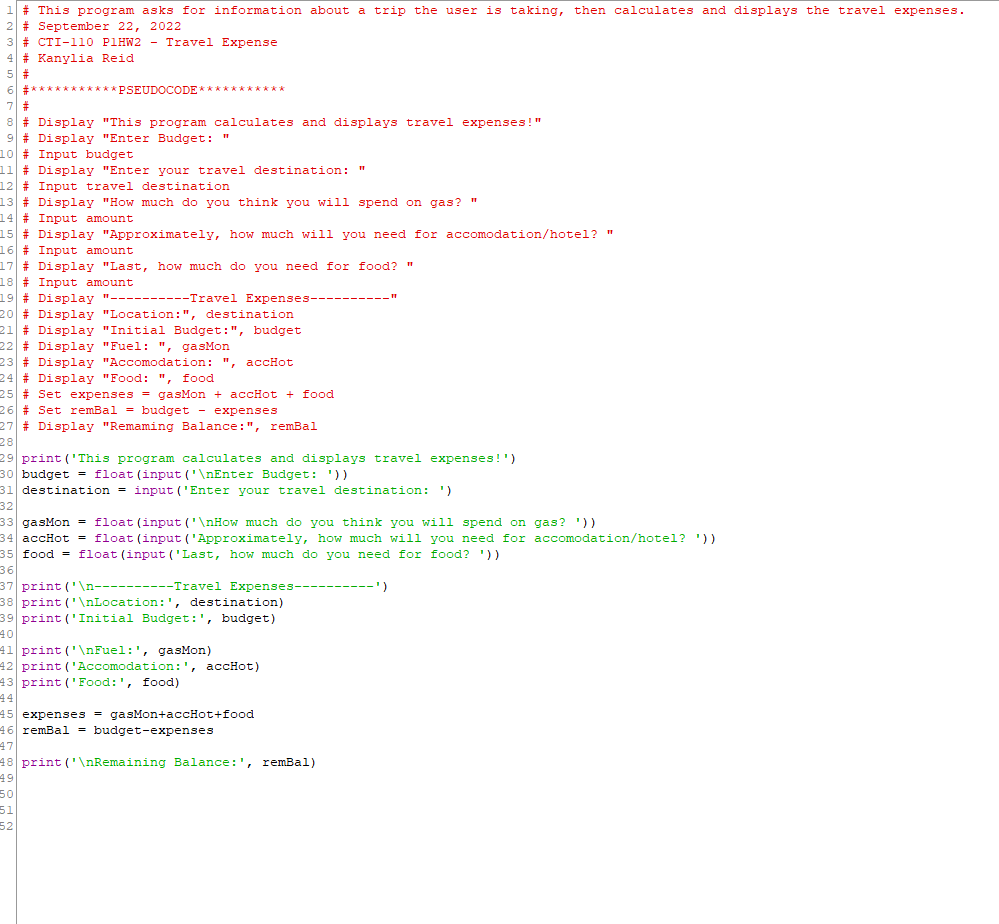 1 # This program asks for information about a trip the user is taking, then calculates and displays the travel expenses.
2 # September 22, 2022
3 # CTI-110 P1HW2 - Travel Expense
4 # Kanylia Reid
5 #
6 #***********PSEUDOCODE***********
7 #
8 # Display "This program calculates and displays travel expenses!"
9 # Display "Enter Budget: "
10 # Input budget
11 # Display "Enter your travel destination: "
12 # Input travel destination
13 # Display "How much do you think you will spend on gas? "
14 # Input amount
15 # Display "Approximately, how much will you need for accomodation/hotel? "
16 # Input amount
17 # Display "Last, how much do you need for food? "
18 # Input amount
19 # Display "----------Travel Expenses----------"
20 # Display "Location:", destination
21 # Display "Initial Budget:", budget
22 # Display "Fuel: ", gasMon
23 # Display "Accomodation: ", accHot
24 # Display "Food: ", food
25 # Set expenses = gasMon + accHot + food
26 # Set remBal = budget - expenses
27 # Display "Remaming Balance:", remBal
28
29 print('This program calculates and displays travel expenses!')
30 budget = float(input('\nEnter Budget: '))
31 destination = input('Enter your travel destination: ')
32
33 gasMon = float(input('\nHow much do you think you will spend on gas? '))
34 accHot = float(input('Approximately, how much will you need for accomodation/hotel? '))
35 food = float(input('Last, how much do you need for food? '))
36
37 print('\n----------Travel Expenses----------')
38 print('\nLocation:', destination)
39 print('Initial Budget:', budget)
40
41 print('\nFuel:', gasMon)
42 print('Accomodation:', accHot)
43 print('Food:', food)
44
45 expenses = gasMon+accHot+food
46 remBal = budget-expenses
47
48 print('\nRemaining Balance:', remBal)
49
50
51
52